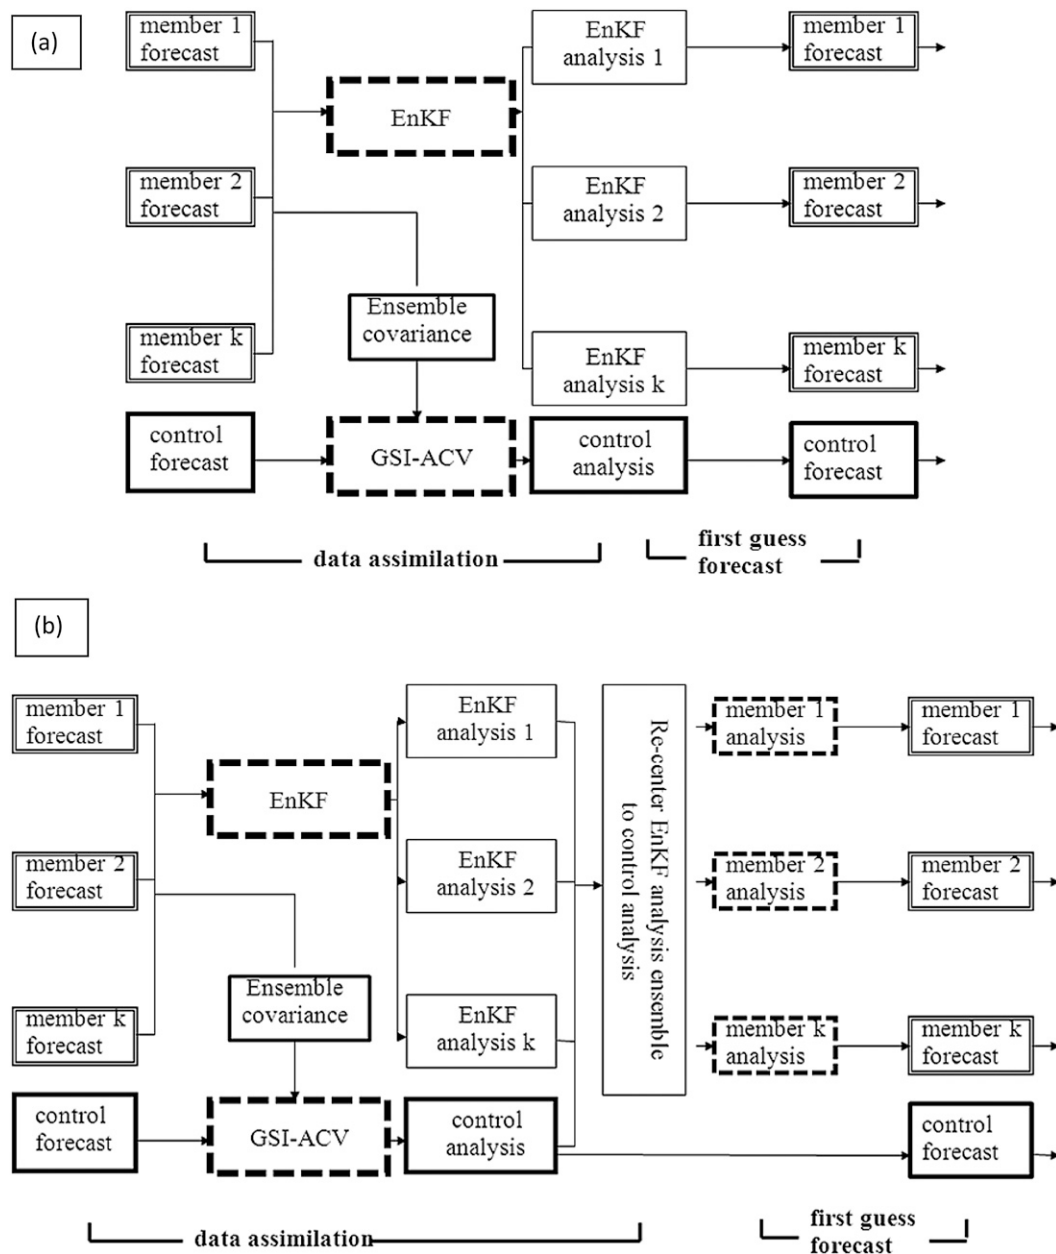 (a)
member 1
forecast
EnKF
analysis 1
member 1
forecast
EnKF
member 2
forecast
EnKF
analysis 2
member 2
forecast
Ensemble
covariance
member k
forecast
EnKF
analysis k
member k
forecast
control
forecast
GSI-ACV
control
analysis
control
forecast
data assimilation
first guess
forecast
(b)
member 1
forecast
EnKF
analysis 1
member 1
analysis
member 1
forecast
EnKF
Re-center EnKF analysis ensemble
to control analysis
member 2
forecast
EnKF
analysis 2
member 2
analysis
member 2
forecast
Ensemble
covariance
member k
forecast
EnKF
analysis k
member k
analysis
member k
forecast
control
forecast
GSI-ACV
control
analysis
control
forecast
data assimilation
first guess
forecast